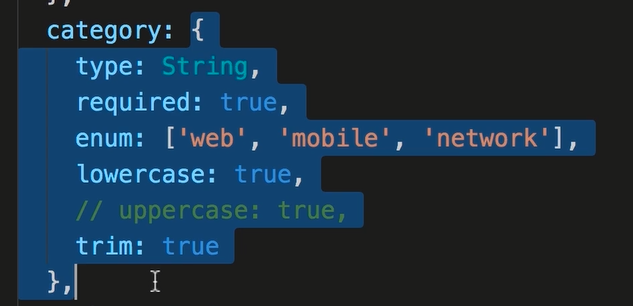 category: {
type: String,
required: true,
enum: ['web', 'mobile', 'network'],
lowercase: true,
// uppercase: true,
trim: true
},